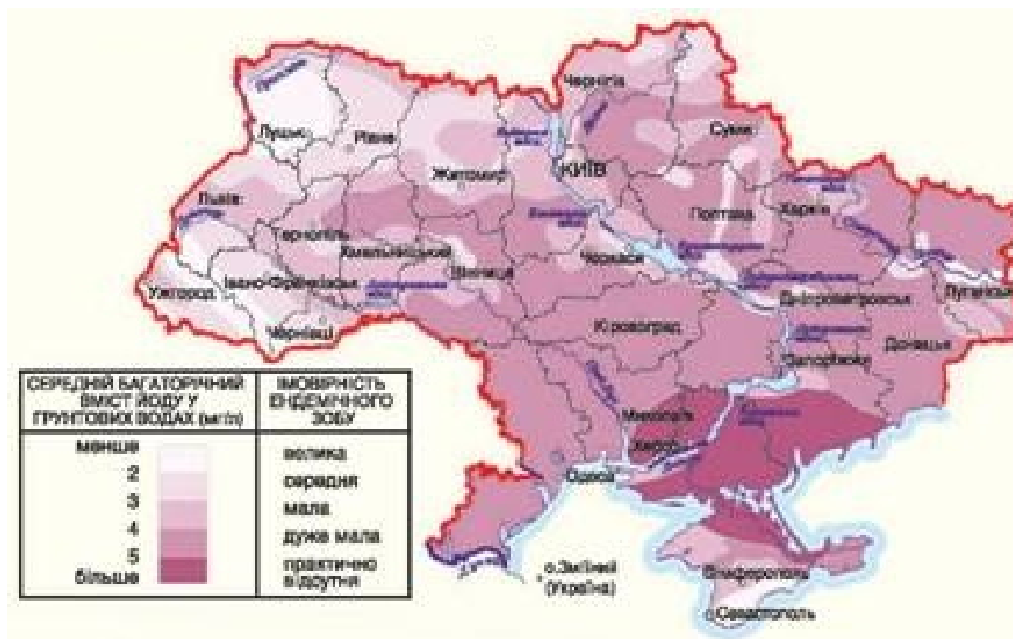 Чернігів
Луцьк
Рівне
Суми
КИЇВ
Житомир
Львів
Полтава
Харків
Тернопіль
Хмельницький
Черкаси
Вінниця
Ужгород
Івано-Франківськ
Луганськ
Дніпропетровськ
Чернівці
Кіровоград
Донецьк
Запоріжжя
СЕРЕДНІЙ БАГАТОРІЧНИЙ
ВМІСТ ЙОДУ У
ГРУНТОВИХ ВОДАХ (мг/л)
ІМОВІРНІСТЬ
ЕНДЕМІЧНОГО
ЗОБУ
менше
2
3
4
5
більше
велика
середня
мала
дуже мала
практично
відсутня
Миколаїв
Херсон
Одеса
о.Зміїний
(Україна)
Сімферополь
Севастополь